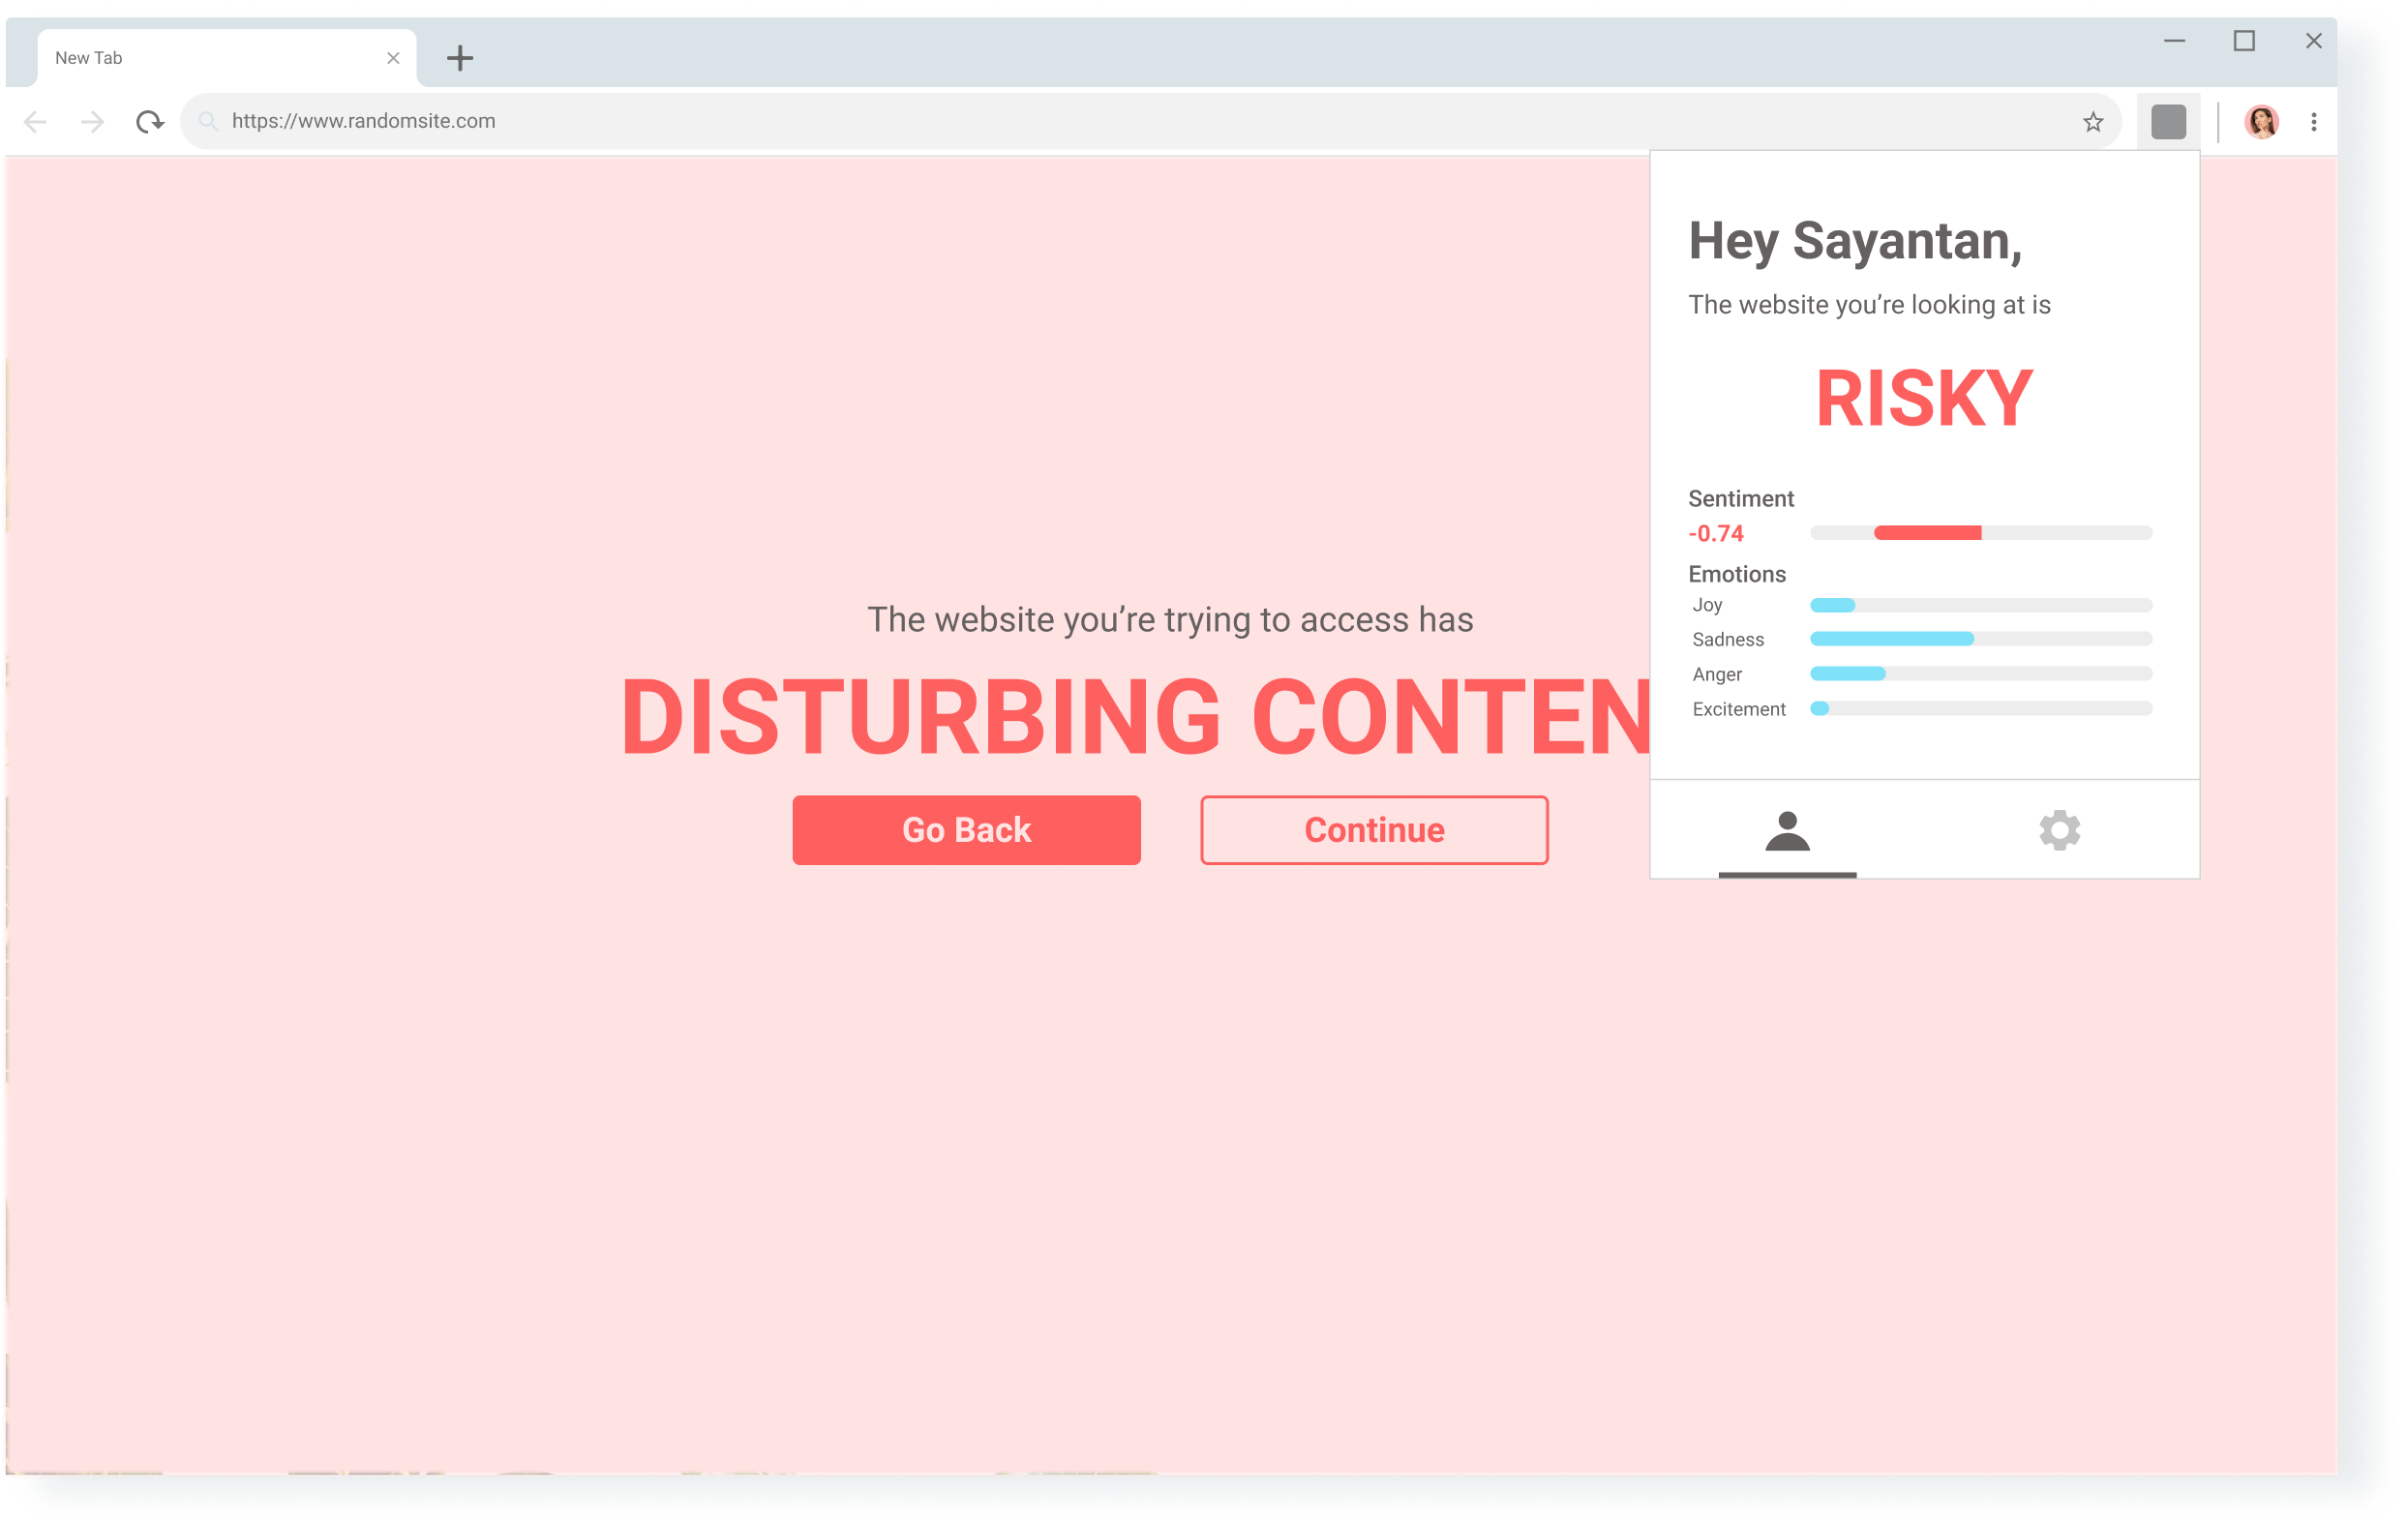 New Tab
https://www.randomsite.com
Hey Sayantan,
The website you're looking at is
RISKY
Sentiment
-0.74
Emotions
Joy
Sadness
Anger
Excitement
The website you're trying to access has
DISTURBING CONTEN
Go Back
Continue